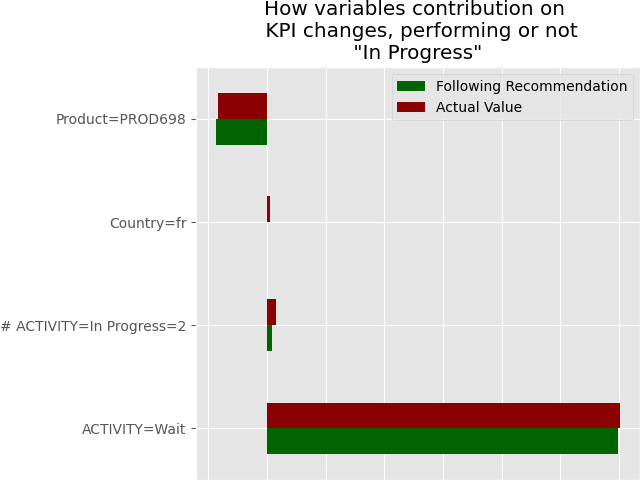 How variables contribution on
KPI changes, performing or not
"In Progress"
Following Recommendation
Actual Value
Product=PROD698
Country=fr
# ACTIVITY=In Progress=2
ACTIVITY=Wait